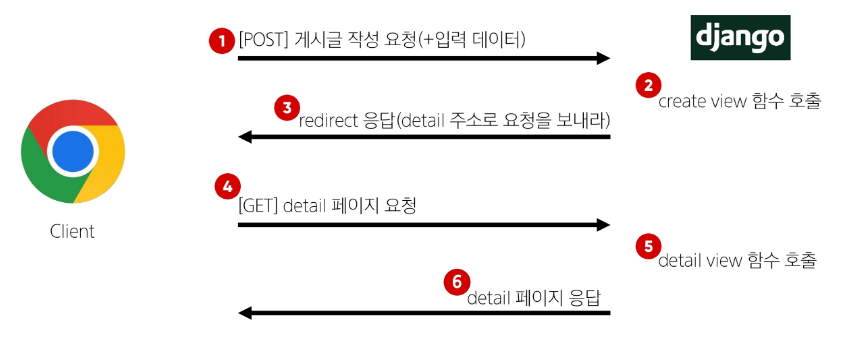 django
1 [POST] 게시글 작성 요청(+입력 데이터)
2 create view 함수 호출
3 redirect 응답(detail 주소로 요청을 보내라)
4 [GET] detail 페이지 요청
Client
5 detail view 함수 호출
6 detail 페이지 응답